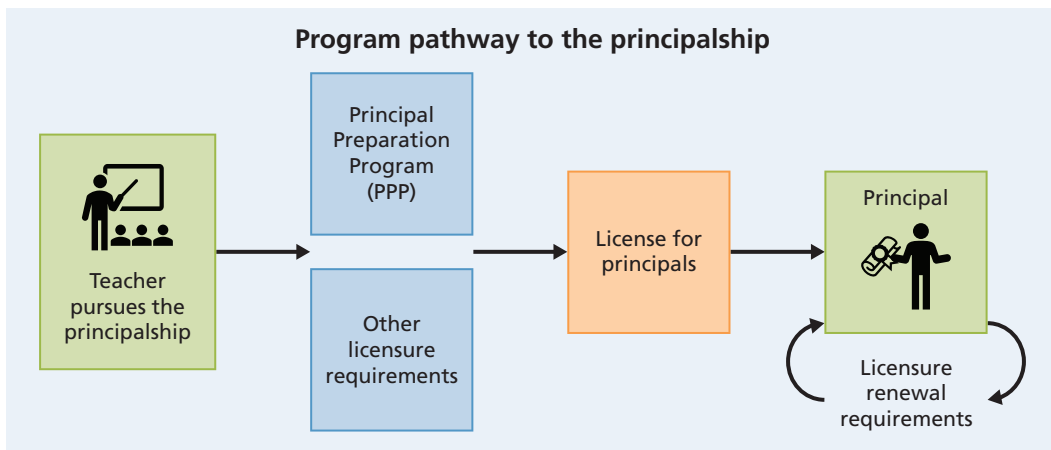 Program pathway to the principalship
Teacher
pursues the
principalship
Principal
Preparation
Program
(PPP)
Other
licensure
requirements
License for
principals
Principal
Licensure
renewal
requirements